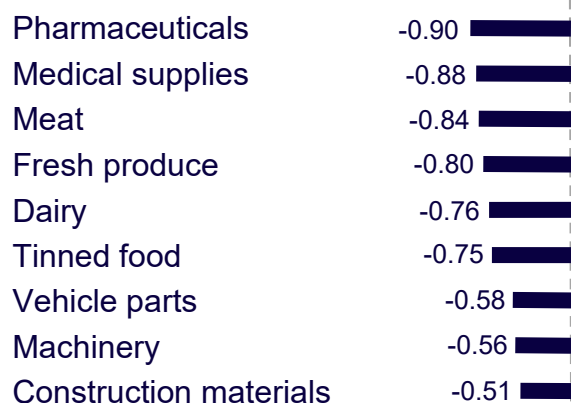 Pharmaceuticals -0.90
Medical supplies -0.88
Meat -0.84
Fresh produce -0.80
Dairy -0.76
Tinned food -0.75
Vehicle parts -0.58
Machinery -0.56
Construction materials -0.51